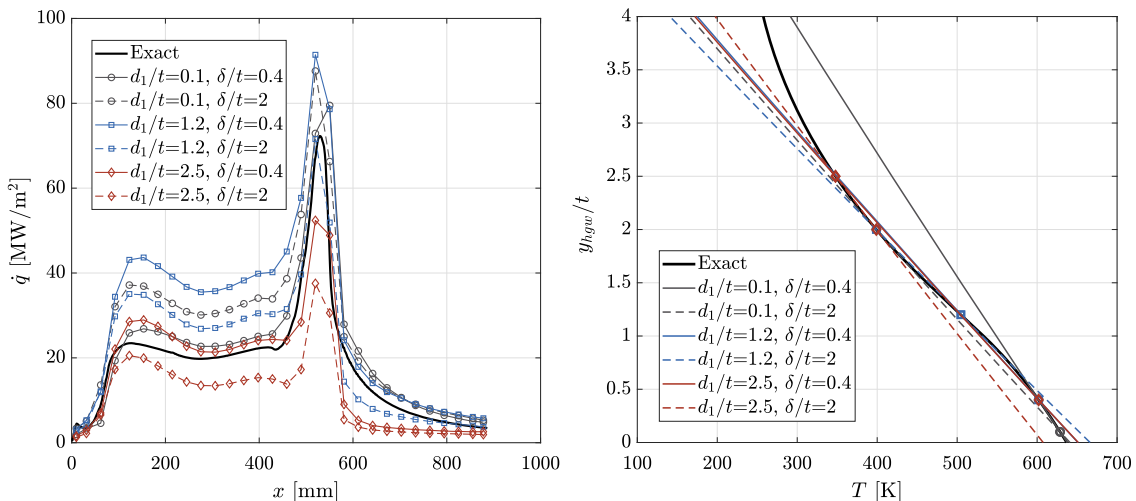 100
80
60
40
20
0
q̇ [MW/m²]
0
200
400
600
800
1000
x [mm]
Exact
d₁/t=0.1, δ/t=0.4
d₁/t=0.1, δ/t=2
d₁/t=1.2, δ/t=0.4
d₁/t=1.2, δ/t=2
d₁/t=2.5, δ/t=0.4
d₁/t=2.5, δ/t=2
4
3.5
3
2.5
2
1.5
1
0.5
0
y_hgw/t
100
200
300
400
500
600
700
T [K]
Exact
d₁/t=0.1, δ/t=0.4
d₁/t=0.1, δ/t=2
d₁/t=1.2, δ/t=0.4
d₁/t=1.2, δ/t=2
d₁/t=2.5, δ/t=0.4
d₁/t=2.5, δ/t=2